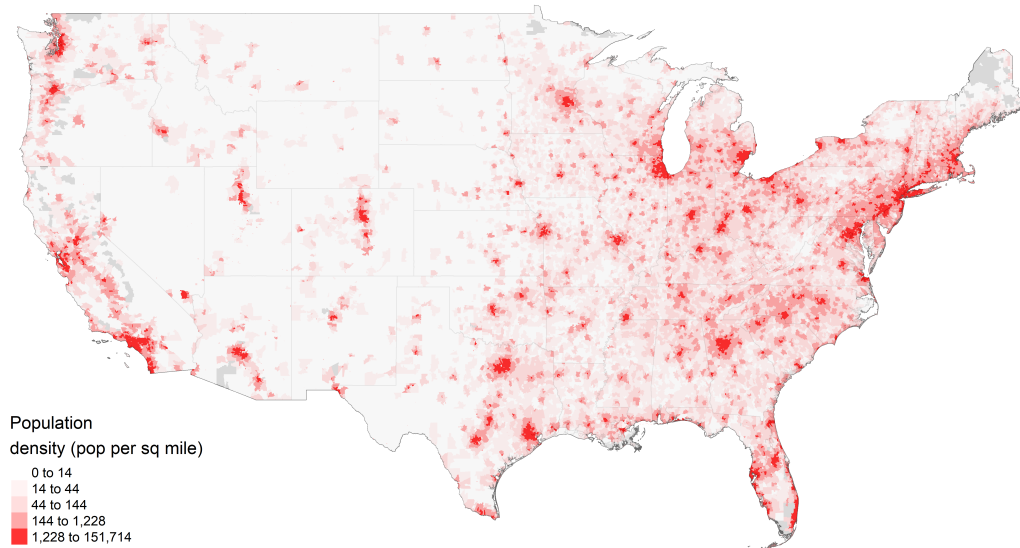 Population
density (pop per sq mile)
0 to 14
14 to 44
44 to 144
144 to 1,228
1,228 to 151,714